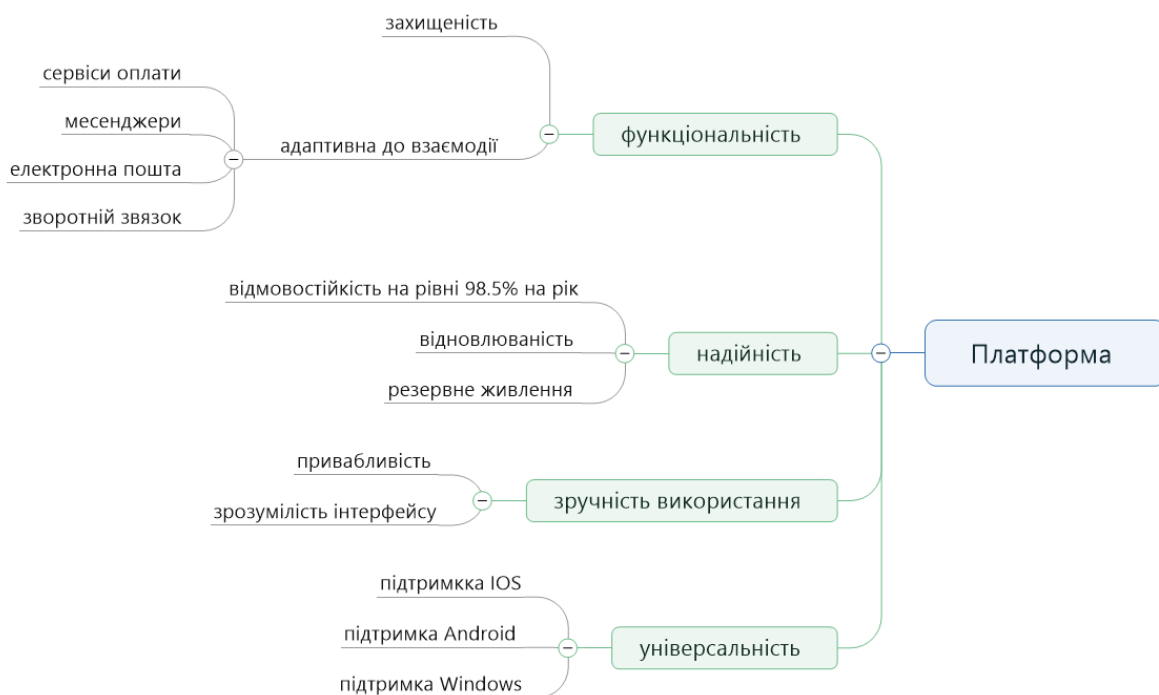 захищеність
сервіси оплати
месенджери
електронна пошта
зворотній звязок
адаптивна до взаємодії
функціональність
відмовостійкість на рівні 98.5% на рік
відновлюваність
резервне живлення
надійність
Платформа
привабливість
зрозумілість інтерфейсу
зручність використання
підтримкка IOS
підтримка Android
підтримка Windows
універсальність